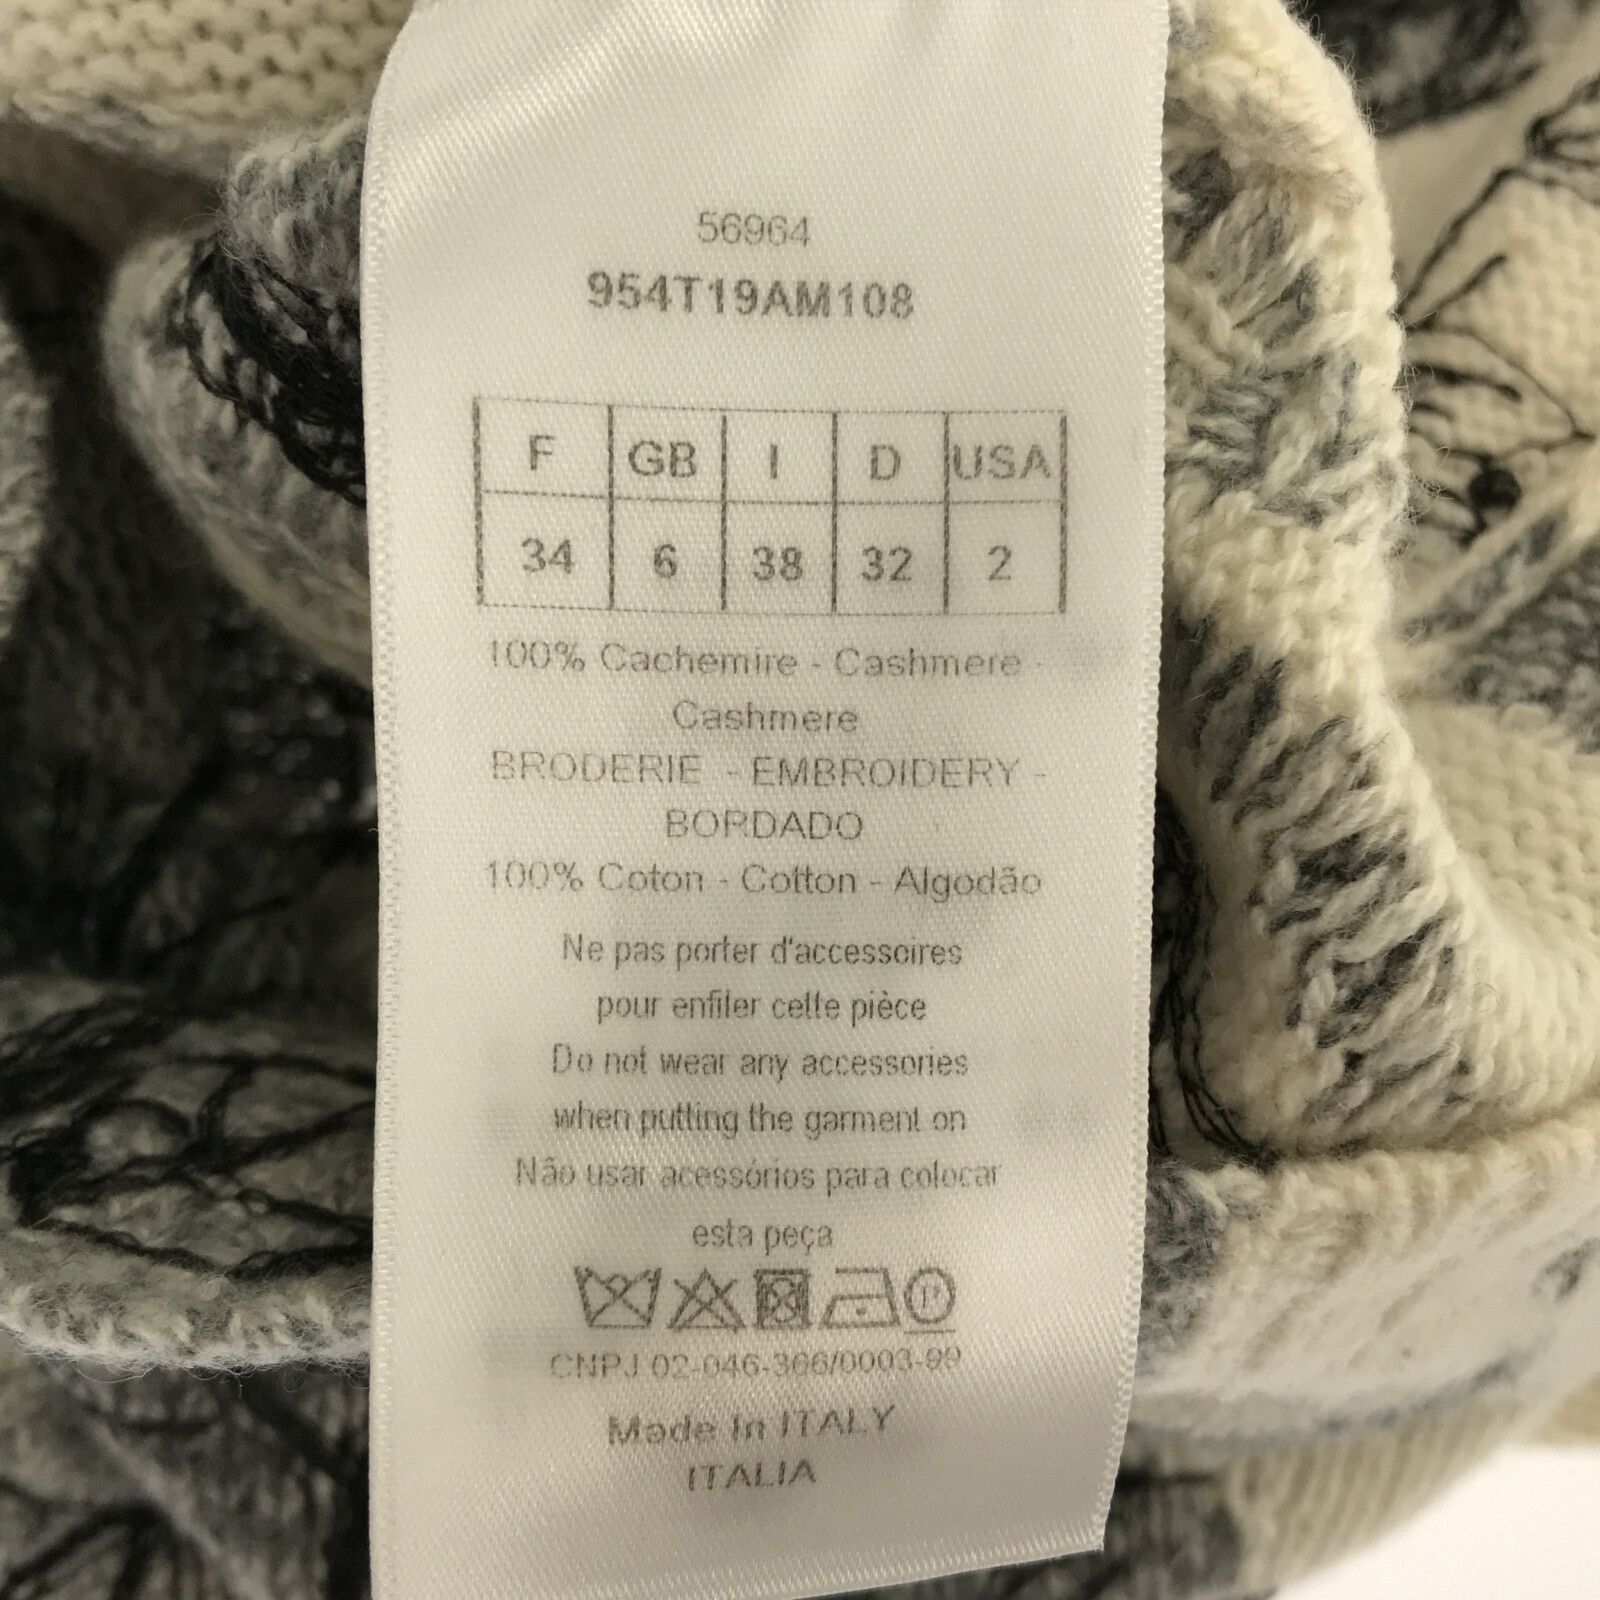 56964
954T19AM108
F GB I D USA
34 6 38 32 2
100% Cachemire - Cashmere -
Cashmere
BRODERIE - EMBROIDERY -
BORDADO
100% Coton - Cotton - Algodão
Ne pas porter d'accessoires
pour enfiler cette pièce
Do not wear any accessories
when putting the garment on
Não usar acessórios para colocar
esta peça
P
CNPJ 02-046-366/0003-99
Made In ITALY
ITALIA